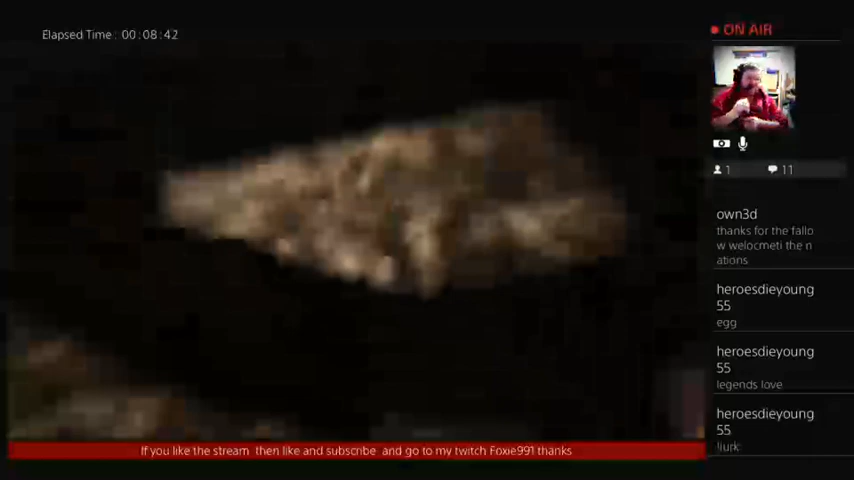 Elapsed Time : 00:08:42
ON AIR
1
11
own3d
thanks for the fallo
w welocmeti the n
ations
heroesdieyoung
55
egg
heroesdieyoung
55
legends love
heroesdieyoung
55
!lurk
If you like the stream then like and subscribe and go to my twitch Foxie991 thanks